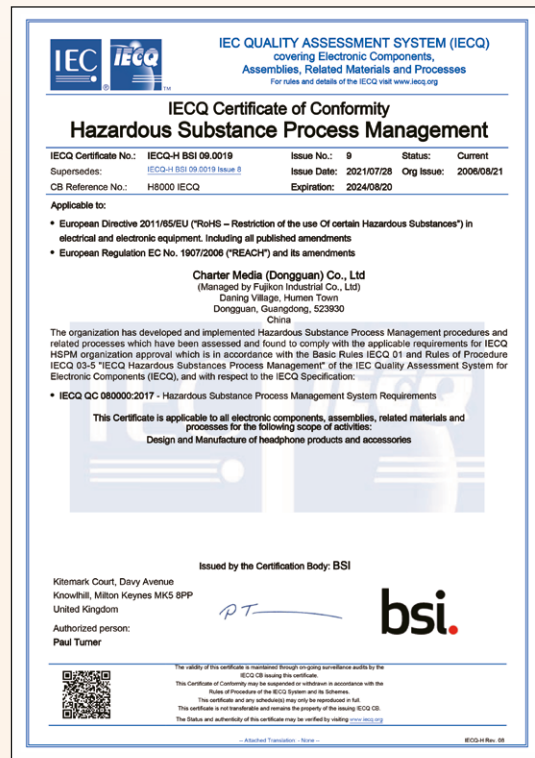 IEC IECQ
® ™
IEC QUALITY ASSESSMENT SYSTEM (IECQ)
covering Electronic Components,
Assemblies, Related Materials and Processes
For rules and details of the IECQ visit www.iecq.org
IECQ Certificate of Conformity
Hazardous Substance Process Management
IECQ Certificate No.: IECQ-H BSI 09.0019 Issue No.: 9 Status: Current
Supersedes: IECQ-H BSI 09.0019 Issue 8 Issue Date: 2021/07/28 Org Issue: 2006/08/21
CB Reference No.: H8000 IECQ Expiration: 2024/08/20
Applicable to:
• European Directive 2011/65/EU ("RoHS – Restriction of the use Of certain Hazardous Substances") in
electrical and electronic equipment. Including all published amendments
• European Regulation EC No. 1907/2006 ("REACH") and its amendments
Charter Media (Dongguan) Co., Ltd
(Managed by Fujikon Industrial Co., Ltd)
Daning Village, Humen Town
Dongguan, Guangdong, 523930
China
The organization has developed and implemented Hazardous Substance Process Management procedures and
related processes which have been assessed and found to comply with the applicable requirements for IECQ
HSPM organization approval which is in accordance with the Basic Rules IECQ 01 and Rules of Procedure
IECQ 03-5 "IECQ Hazardous Substances Process Management" of the IEC Quality Assessment System for
Electronic Components (IECQ), and with respect to the IECQ Specification:
• IECQ QC 080000:2017 - Hazardous Substance Process Management System Requirements
This Certificate is applicable to all electronic components, assemblies, related materials and
processes for the following scope of activities:
Design and Manufacture of headphone products and accessories
Issued by the Certification Body: BSI
Kitemark Court, Davy Avenue
Knowlhill, Milton Keynes MK5 8PP
United Kingdom
Authorized person:
Paul Turner
PT
bsi.
The validity of this certificate is maintained through on-going surveillance audits by the
IECQ CB issuing this certificate.
This Certificate of Conformity may be suspended or withdrawn in accordance with the
Rules of Procedure of the IECQ System and its Schemes.
This certificate and any schedule(s) may only be reproduced in full.
This certificate is not transferable and remains the property of the issuing IECQ CB.
The Status and authenticity of this certificate may be verified by visiting www.iecq.org
-- Attached Translation - None --
IECQ-H Rev. 08